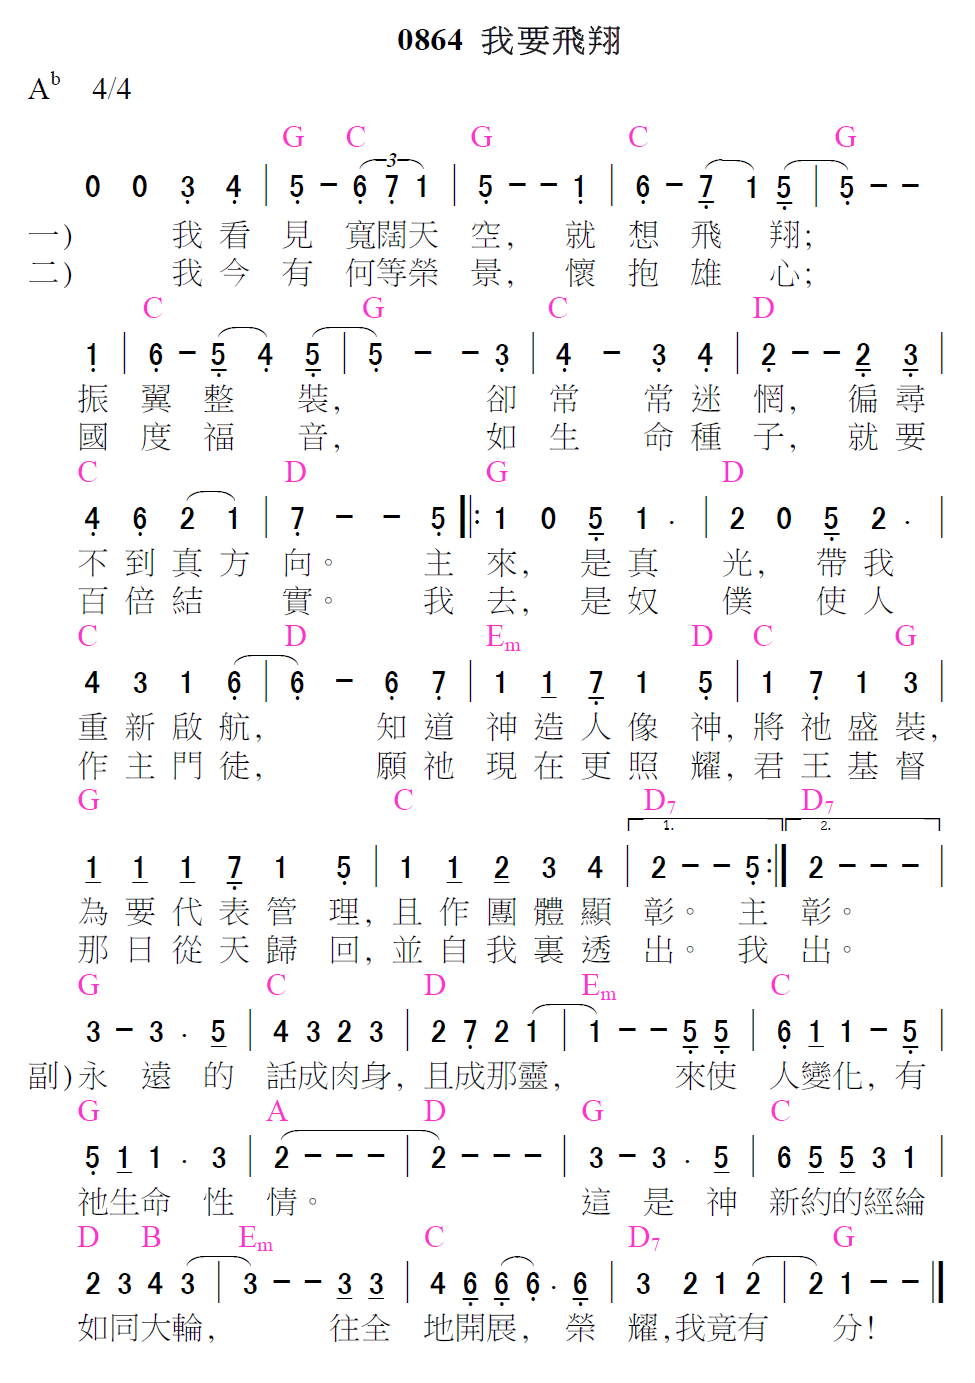 0864 我要飛翔
A♭ 4/4
G C G C G
0 0 3 4 | 5 - 6 7 1 | 5 - - 1 | 6 - 7 1 5 | 5 - -
一) 我看見 寬闊天空, 就想飛翔;
二) 我今有 何等榮景, 懷抱雄心;
C G C D
1 | 6 - 5 4 5 | 5 - - 3 | 4 - 3 4 | 2 - - 2 3 |
振翼整裝, 卻常常迷惘, 徧尋
國度福音, 如生命種子, 就要
C D G D
4 6 2 1 | 7 - - 5 ||: 1 0 5 1 . | 2 0 5 2 . |
不到真方向。 主來, 是真光, 帶我
百倍結實。 我去, 是奴僕 使人
C D Em D C G
4 3 1 6 | 6 - 6 7 | 1 1 7 1 5 | 1 7 1 3 |
重新啟航, 知道神造人像神, 將祂盛裝,
作主門徒, 願祂現在更照耀, 君王基督
G C D7 D7
1. 2.
1 1 1 7 1 5 | 1 1 2 3 4 | 2 - - 5 :|| 2 - - - |
為要代表管理, 且作團體顯彰。 主彰。
那日從天歸回, 並自我裏透出。 我出。
G C D Em C
3 - 3 . 5 | 4 3 2 3 | 2 7 2 1 | 1 - - 5 5 | 6 1 1 - 5 |
副) 永遠的話成肉身, 且成那靈, 來使人變化, 有
G A D G C
5 1 1 . 3 | 2 - - - | 2 - - - | 3 - 3 . 5 | 6 5 5 3 1 |
祂生命性情。 這是神新約的經綸
D B Em C D7 G
2 3 4 3 | 3 - - 3 3 | 4 6 6 6 . 6 | 3 2 1 2 | 2 1 - - ||
如同大輪, 往全地開展, 榮耀,我竟有分!